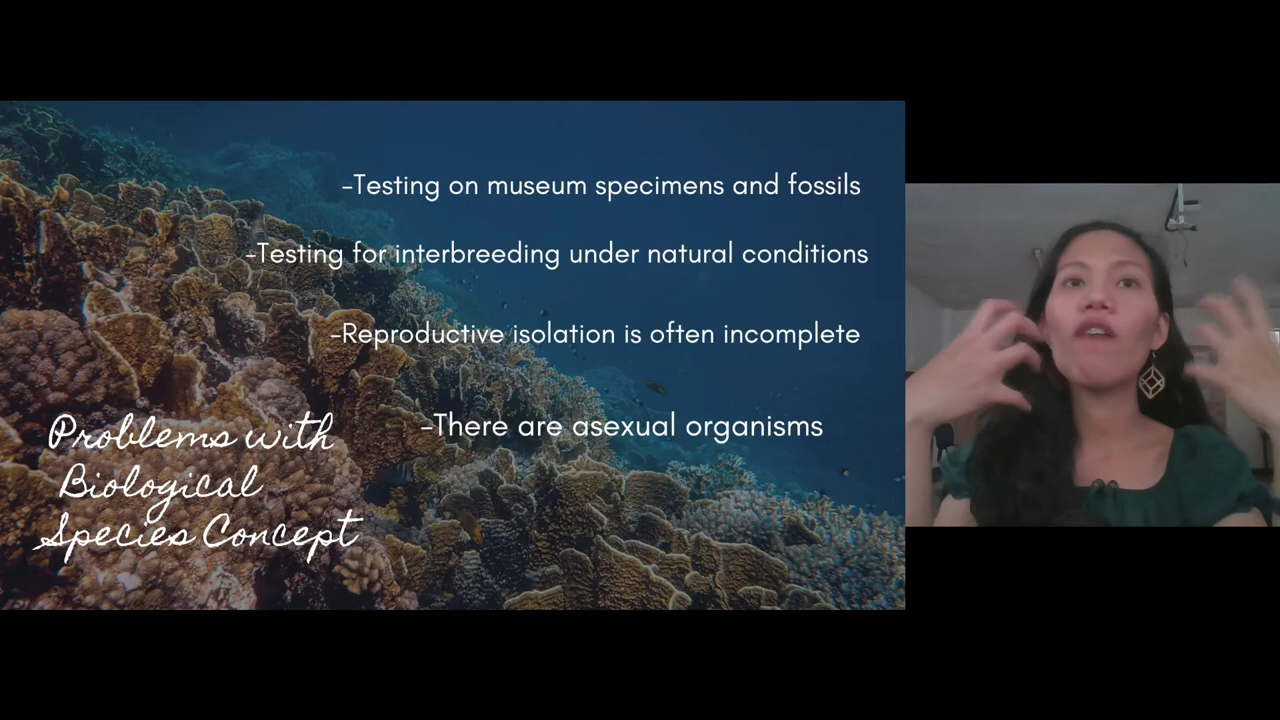 -Testing on museum specimens and fossils
-Testing for interbreeding under natural conditions
-Reproductive isolation is often incomplete
-There are asexual organisms
Problems with
Biological
Species Concept